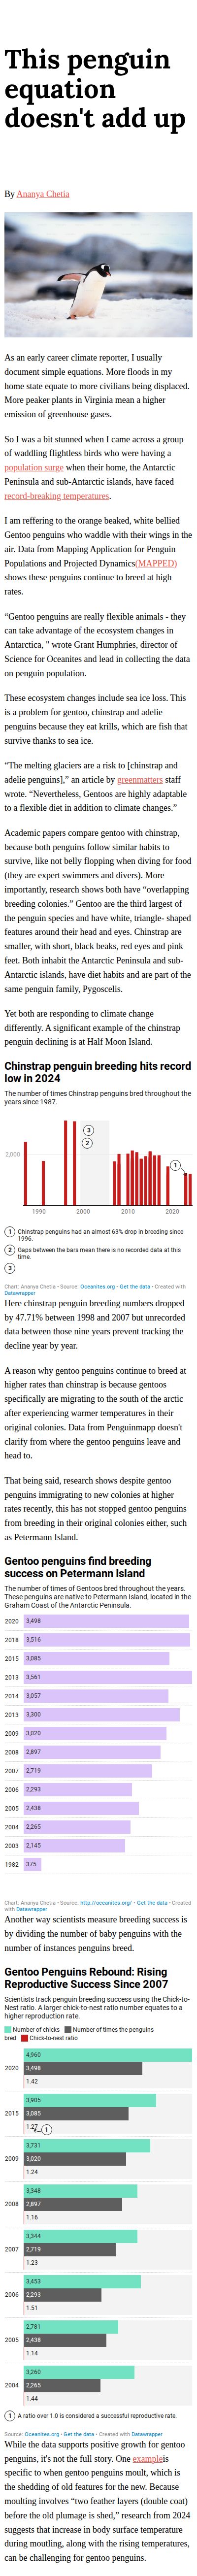 This penguin
equation
doesn't add up
By Ananya Chetia
As an early career climate reporter, I usually
document simple equations. More floods in my
home state equate to more civilians being displaced.
More peaker plants in Virginia mean a higher
emission of greenhouse gases.
So I was a bit stunned when I came across a group
of waddling flightless birds who were having a
population surge when their home, the Antarctic
Peninsula and sub-Antarctic islands, have faced
record-breaking temperatures.
I am reffering to the orange beaked, white bellied
Gentoo penguins who waddle with their wings in the
air. Data from Mapping Application for Penguin
Populations and Projected Dynamics(MAPPED)
shows these penguins continue to breed at high
rates.
“Gentoo penguins are really flexible animals - they
can take advantage of the ecosystem changes in
Antarctica, " wrote Grant Humphries, director of
Science for Oceanites and lead in collecting the data
on penguin population.
These ecosystem changes include sea ice loss. This
is a problem for gentoo, chinstrap and adelie
penguins because they eat krills, which are fish that
survive thanks to sea ice.
“The melting glaciers are a risk to [chinstrap and
adelie penguins],” an article by greenmatters staff
wrote. “Nevertheless, Gentoos are highly adaptable
to a flexible diet in addition to climate changes.”
Academic papers compare gentoo with chinstrap,
because both penguins follow similar habits to
survive, like not belly flopping when diving for food
(they are expert swimmers and divers). More
importantly, research shows both have “overlapping
breeding colonies.” Gentoo are the third largest of
the penguin species and have white, triangle- shaped
features around their head and eyes. Chinstrap are
smaller, with short, black beaks, red eyes and pink
feet. Both inhabit the Antarctic Peninsula and sub-
Antarctic islands, have diet habits and are part of the
same penguin family, Pygoscelis.
Yet both are responding to climate change
differently. A significant example of the chinstrap
penguin declining is at Half Moon Island.
Chinstrap penguin breeding hits record
low in 2024
The number of times Chinstrap penguins bred throughout the
years since 1987.
3
2
2,000
1
1990 2000 2010 2020
1 Chinstrap penguins had an almost 63% drop in breeding since
1996.
2 Gaps between the bars mean there is no recorded data at this
time.
3
Chart: Ananya Chetia • Source: Oceanites.org • Get the data • Created with
Datawrapper
Here chinstrap penguin breeding numbers dropped
by 47.71% between 1998 and 2007 but unrecorded
data between those nine years prevent tracking the
decline year by year.
A reason why gentoo penguins continue to breed at
higher rates than chinstrap is because gentoos
specifically are migrating to the south of the arctic
after experiencing warmer temperatures in their
original colonies. Data from Penguinmapp doesn't
clarify from where the gentoo penguins leave and
head to.
That being said, research shows despite gentoo
penguins immigrating to new colonies at higher
rates recently, this has not stopped gentoo penguins
from breeding in their original colonies either, such
as Petermann Island.
Gentoo penguins find breeding
success on Petermann Island
The number of times of Gentoos bred throughout the years.
These penguins are native to Petermann Island, located in the
Graham Coast of the Antarctic Peninsula.
2020 3,498
2018 3,516
2015 3,085
2013 3,561
2014 3,057
2013 3,300
2009 3,020
2008 2,897
2007 2,719
2006 2,293
2005 2,438
2004 2,265
2003 2,145
1982 375
Chart: Ananya Chetia • Source: http://oceanites.org/ • Get the data • Created
with Datawrapper
Another way scientists measure breeding success is
by dividing the number of baby penguins with the
number of instances penguins breed.
Gentoo Penguins Rebound: Rising
Reproductive Success Since 2007
Scientists track penguin breeding success using the Chick-to-
Nest ratio. A larger chick-to-nest ratio number equates to a
higher reproduction rate.
Number of chicks Number of times the penguins
bred Chick-to-nest ratio
4,960
2020 3,498
1.42
3,905
2015 3,085
1.27 1
3,731
2009 3,020
1.24
3,348
2008 2,897
1.16
3,344
2007 2,719
1.23
3,453
2006 2,293
1.51
2,781
2005 2,438
1.14
3,260
2004 2,265
1.44
1 A ratio over 1.0 is considered a successful reproductive rate.
Source: Oceanites.org • Get the data • Created with Datawrapper
While the data supports positive growth for gentoo
penguins, it's not the full story. One exampleis
specific to when gentoo penguins moult, which is
the shedding of old features for the new. Because
moulting involves “two feather layers (double coat)
before the old plumage is shed,” research from 2024
suggests that increase in body surface temperature
during moutling, along with the rising temperatures,
can be challenging for gentoo penguins.